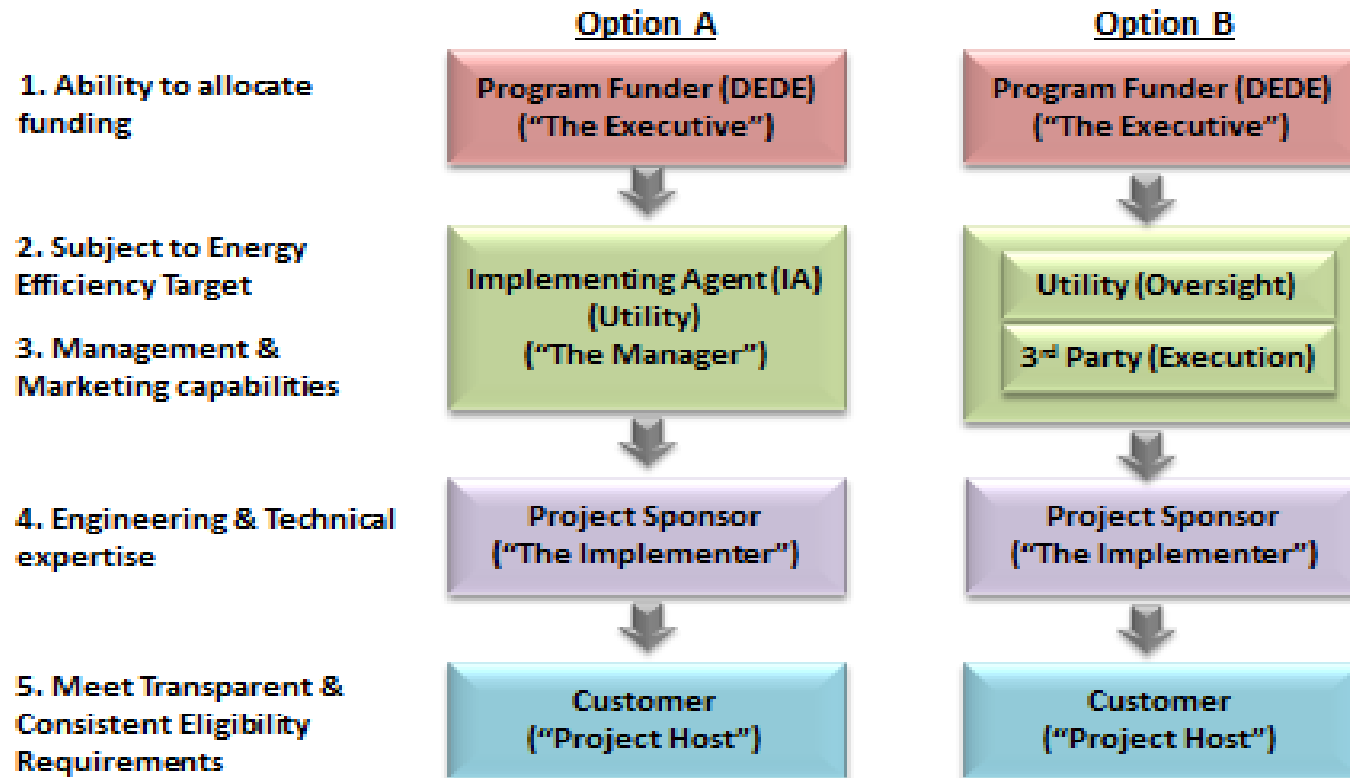 Option A
Option B
1. Ability to allocate
funding
Program Funder (DEDE)
(“The Executive”)
Program Funder (DEDE)
(“The Executive”)
2. Subject to Energy
Efficiency Target
3. Management &
Marketing capabilities
Implementing Agent (IA)
(Utility)
(“The Manager”)
Utility (Oversight)
3rd Party (Execution)
4. Engineering & Technical
expertise
Project Sponsor
(“The Implementer”)
Project Sponsor
(“The Implementer”)
5. Meet Transparent &
Consistent Eligibility
Requirements
Customer
(“Project Host”)
Customer
(“Project Host”)